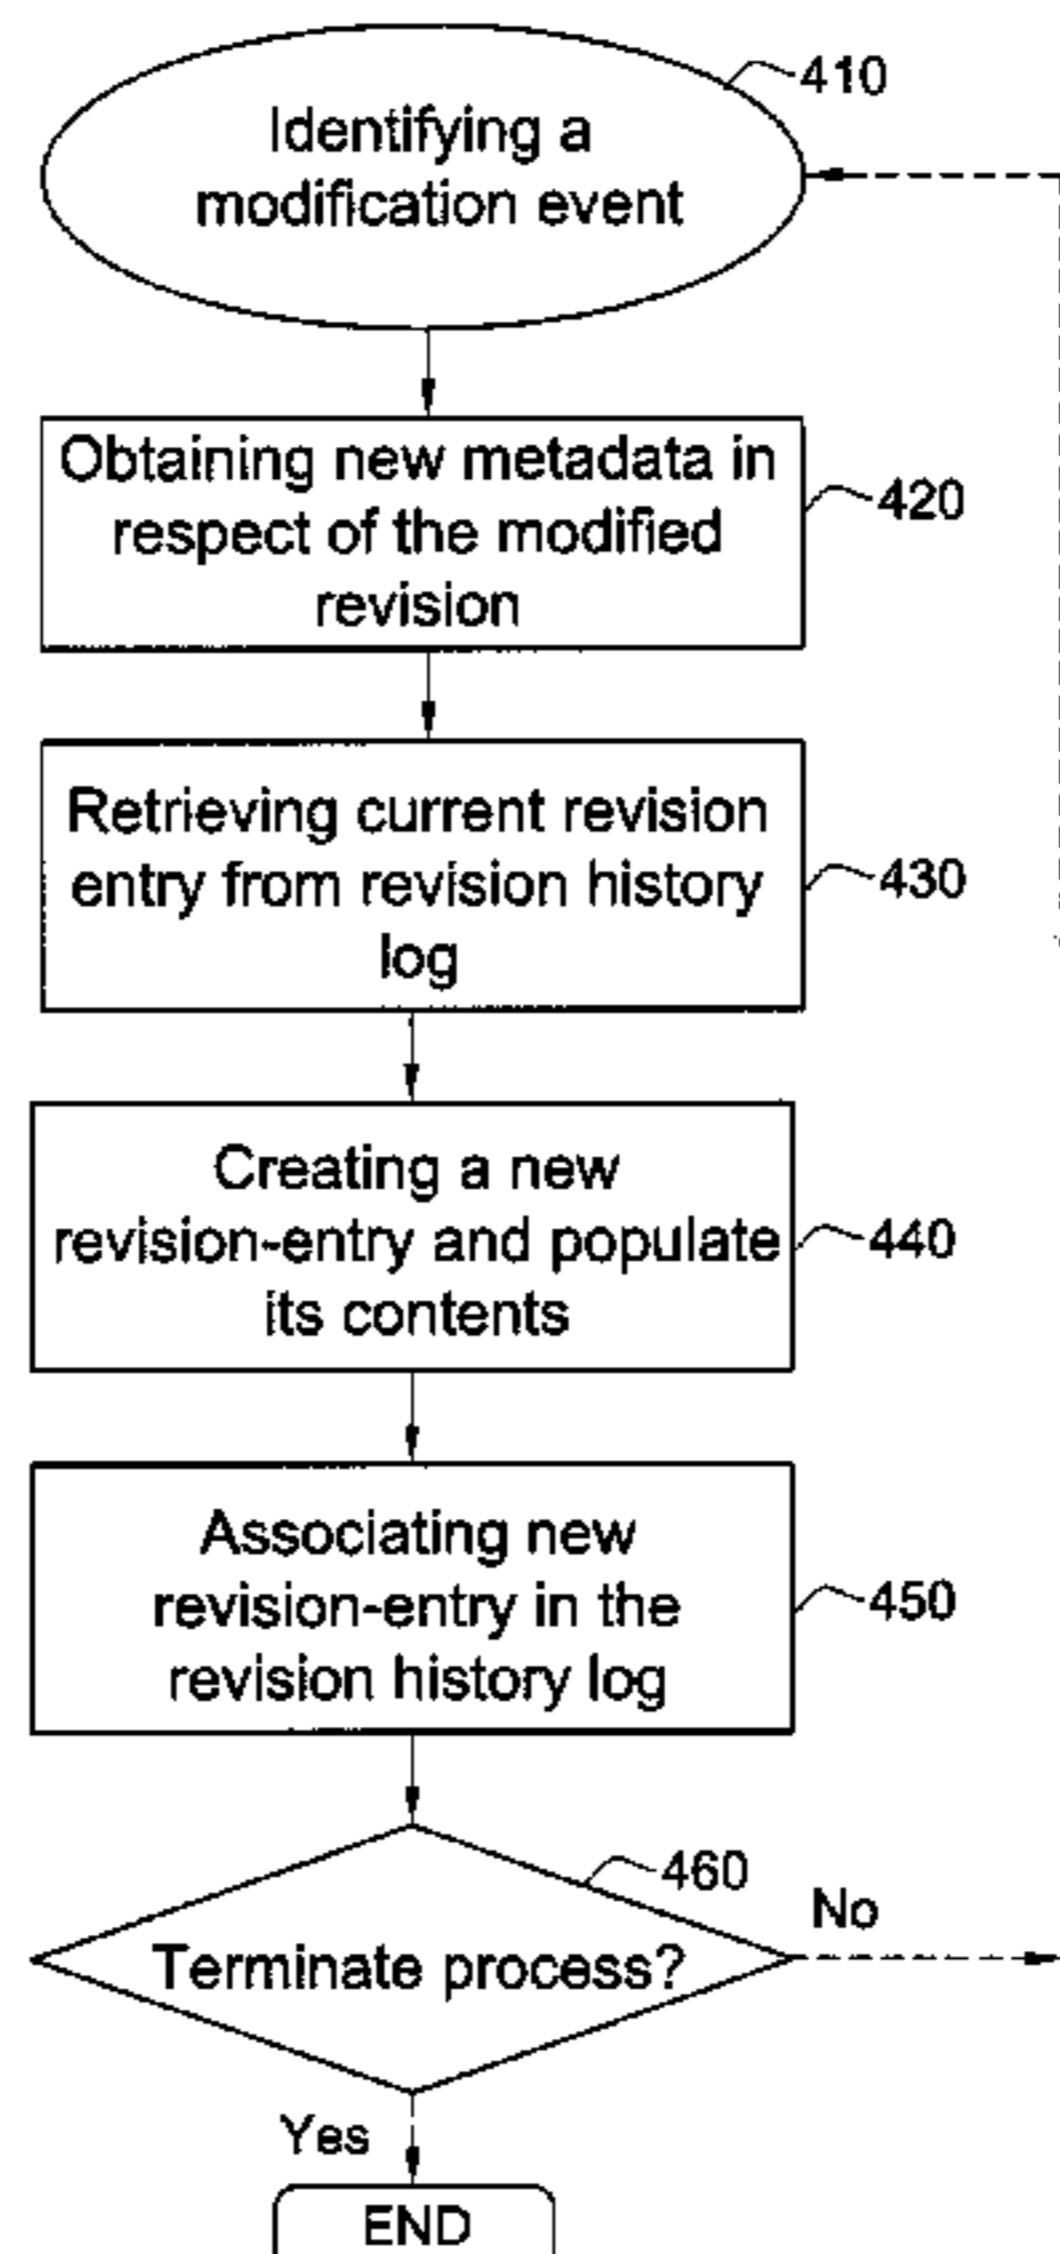 410
Identifying a
modification event
Obtaining new metadata in
respect of the modified
revision
420
Retrieving current revision
entry from revision history
log
430
Creating a new
revision-entry and populate
its contents
440
Associating new
revision-entry in the
revision history log
450
460
Terminate process?
No
Yes
END